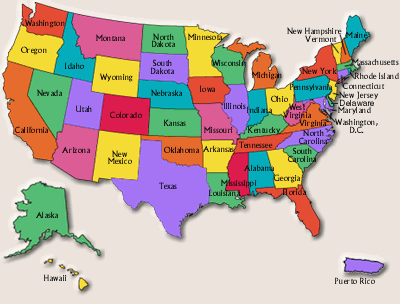 New Hampshire
Vermont
Maine
Washington
Montana
North
Dakota
Minnesota
Oregon
Idaho
Wyoming
South
Dakota
Wisconsin
Michigan
New York
Massachusetts
Rhode Island
Connecticut
New Jersey
Delaware
Maryland
Washington,
D.C.
Nevada
Utah
Colorado
Nebraska
Iowa
Illinois
Indiana
Ohio
Pennsylvania
West
Virginia
Virginia
California
Kansas
Missouri
Kentucky
North
Carolina
Tennessee
South
Carolina
Arizona
New
Mexico
Oklahoma
Arkansas
Texas
Louisiana
Mississippi
Alabama
Georgia
Florida
Alaska
Hawaii
Puerto Rico